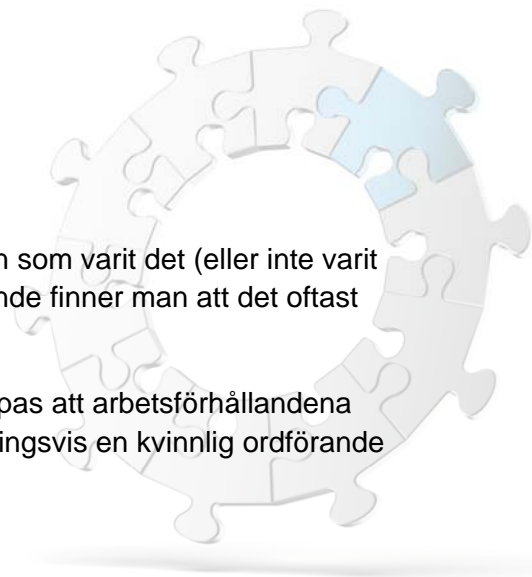 n som varit det (eller inte varit
nde finner man att det oftast
pas att arbetsförhållandena
ingsvis en kvinnlig ordförande